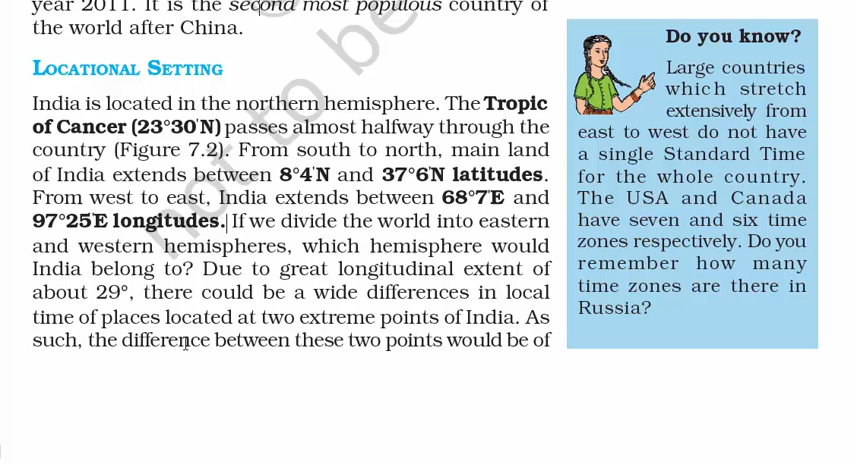 year 2011. It is the second most populous country of
the world after China.
LOCATIONAL SETTING
India is located in the northern hemisphere. The Tropic
of Cancer (23°30'N) passes almost halfway through the
country (Figure 7.2). From south to north, main land
of India extends between 8°4'N and 37°6'N latitudes.
From west to east, India extends between 68°7'E and
97°25'E longitudes. If we divide the world into eastern
and western hemispheres, which hemisphere would
India belong to? Due to great longitudinal extent of
about 29°, there could be a wide differences in local
time of places located at two extreme points of India. As
such, the difference between these two points would be of
Do you know?
Large countries
which stretch
extensively from
east to west do not have
a single Standard Time
for the whole country.
The USA and Canada
have seven and six time
zones respectively. Do you
remember how many
time zones are there in
Russia?
not to be